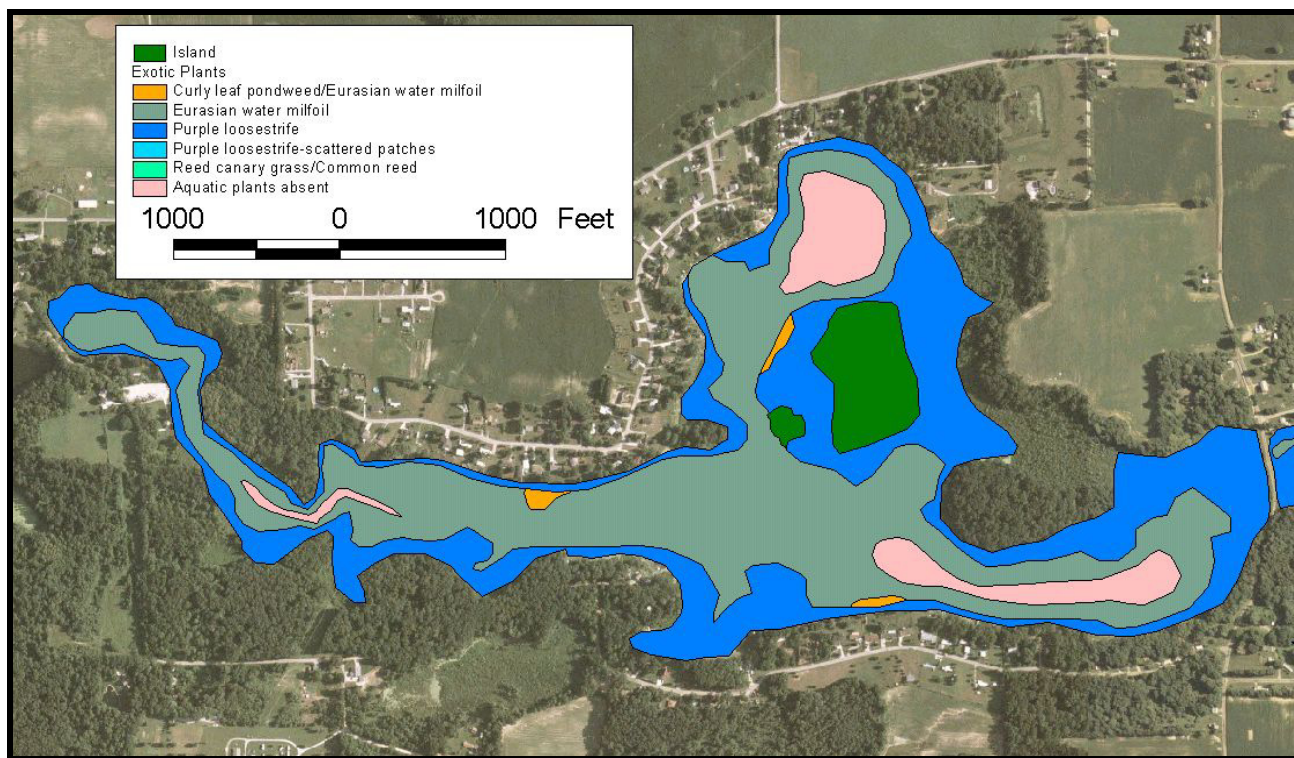 Island
Exotic Plants
Curly leaf pondweed/Eurasian water milfoil
Eurasian water milfoil
Purple loosestrife
Purple loosestrife-scattered patches
Reed canary grass/Common reed
Aquatic plants absent
1000 0 1000 Feet